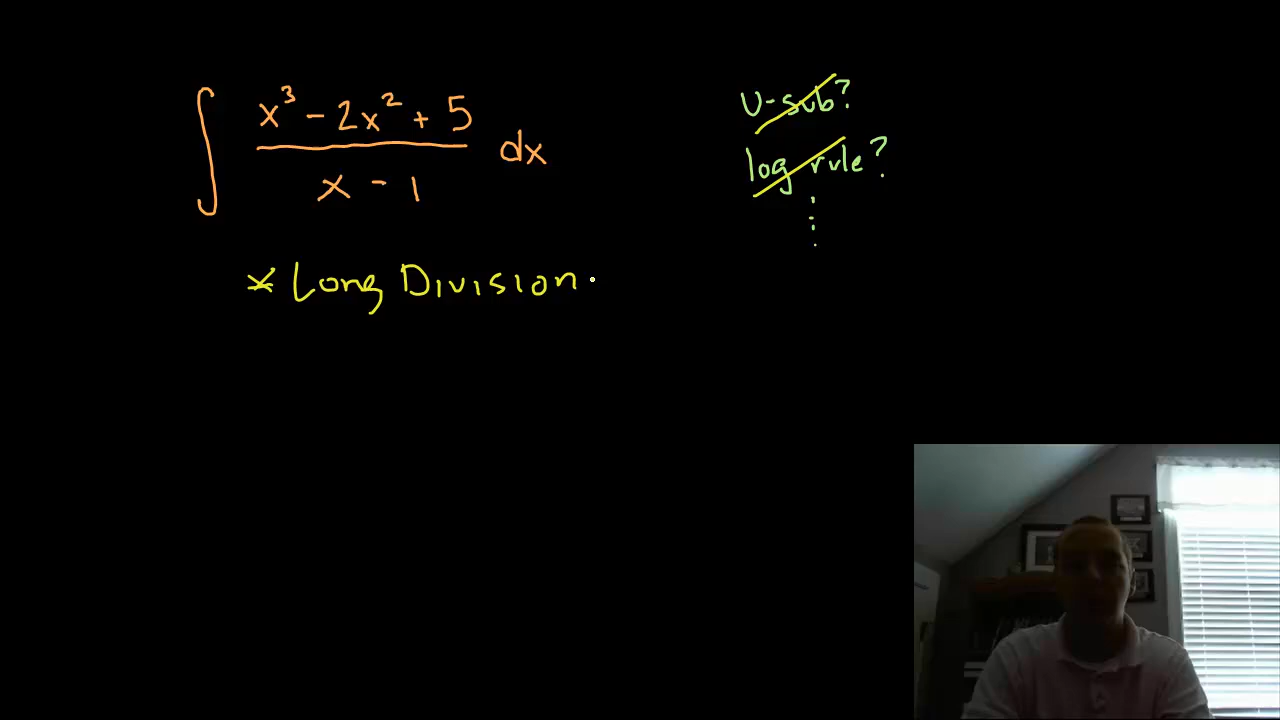 ∫ x³ - 2x² + 5 / x - 1 dx
U-sub?
log rule?
* Long Division